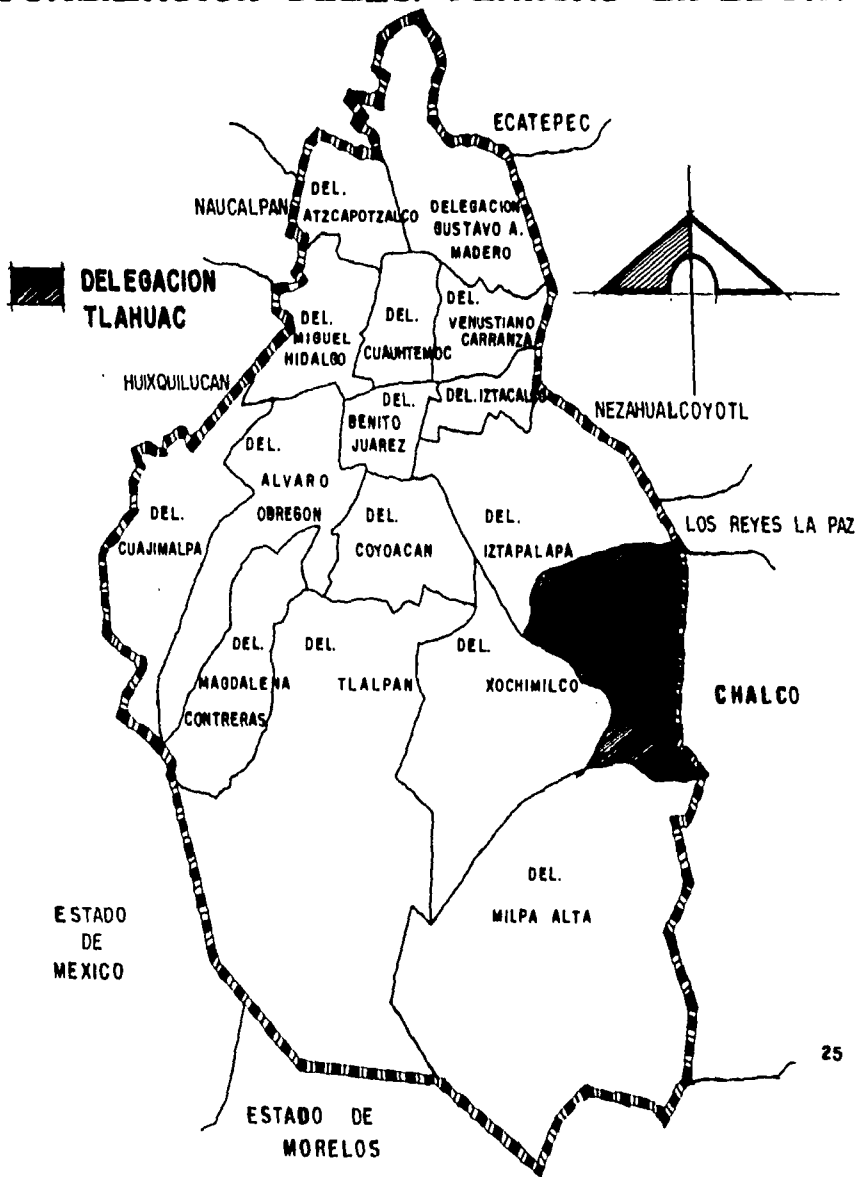 ECATEPEC
NAUCALPAN
DEL.
ATZCAPOTZALCO
DELEGACION
GUSTAVO A.
MADERO
DELEGACION
TLAHUAC
DEL.
MIGUEL
HIDALGO
DEL.
CUAUHTEMOC
DEL.
VENUSTIANO
CARRANZA
HUIXQUILUCAN
DEL.
BENITO
JUAREZ
DEL. IZTACALCO
NEZAHUALCOYOTL
DEL.
ALVARO
OBREGON
DEL.
CUAJIMALPA
DEL.
COYOACAN
DEL.
IZTAPALAPA
LOS REYES LA PAZ
DEL.
MAGDALENA
CONTRERAS
DEL.
TLALPAN
DEL.
XOCHIMILCO
CHALCO
DEL.
MILPA ALTA
ESTADO
DE
MEXICO
25
ESTADO DE
MORELOS